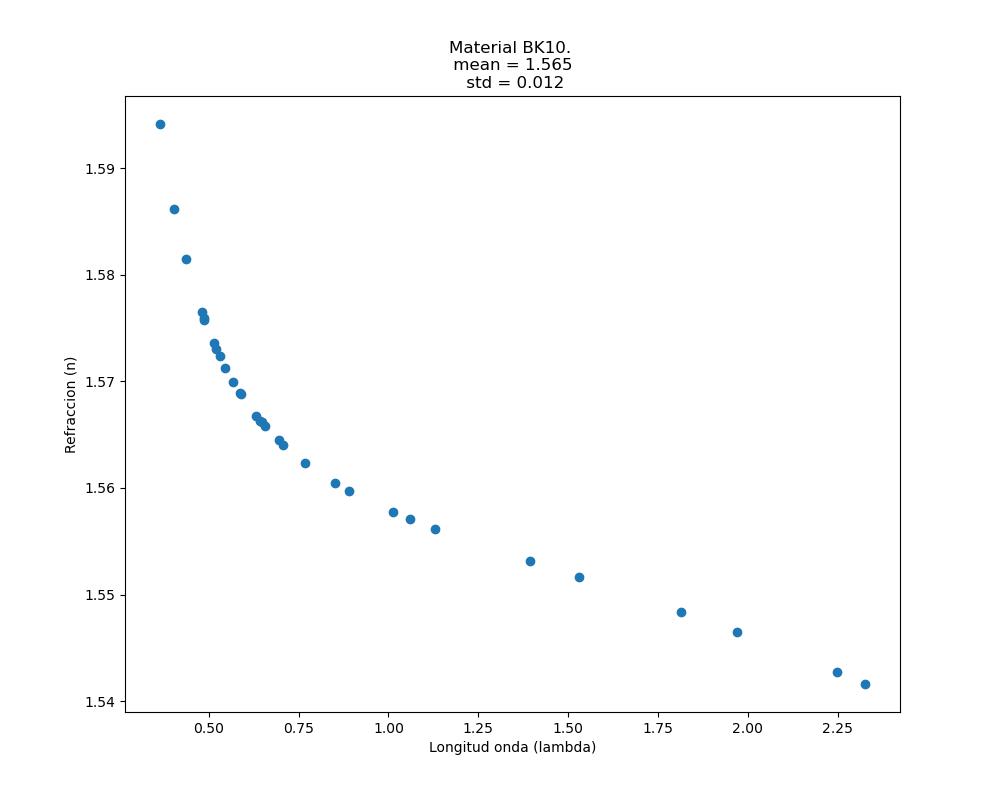 Material BK10.
mean = 1.565
std = 0.012
1.59
1.58
1.57
1.56
1.55
1.54
Refraccion (n)
0.50 0.75 1.00 1.25 1.50 1.75 2.00 2.25
Longitud onda (lambda)